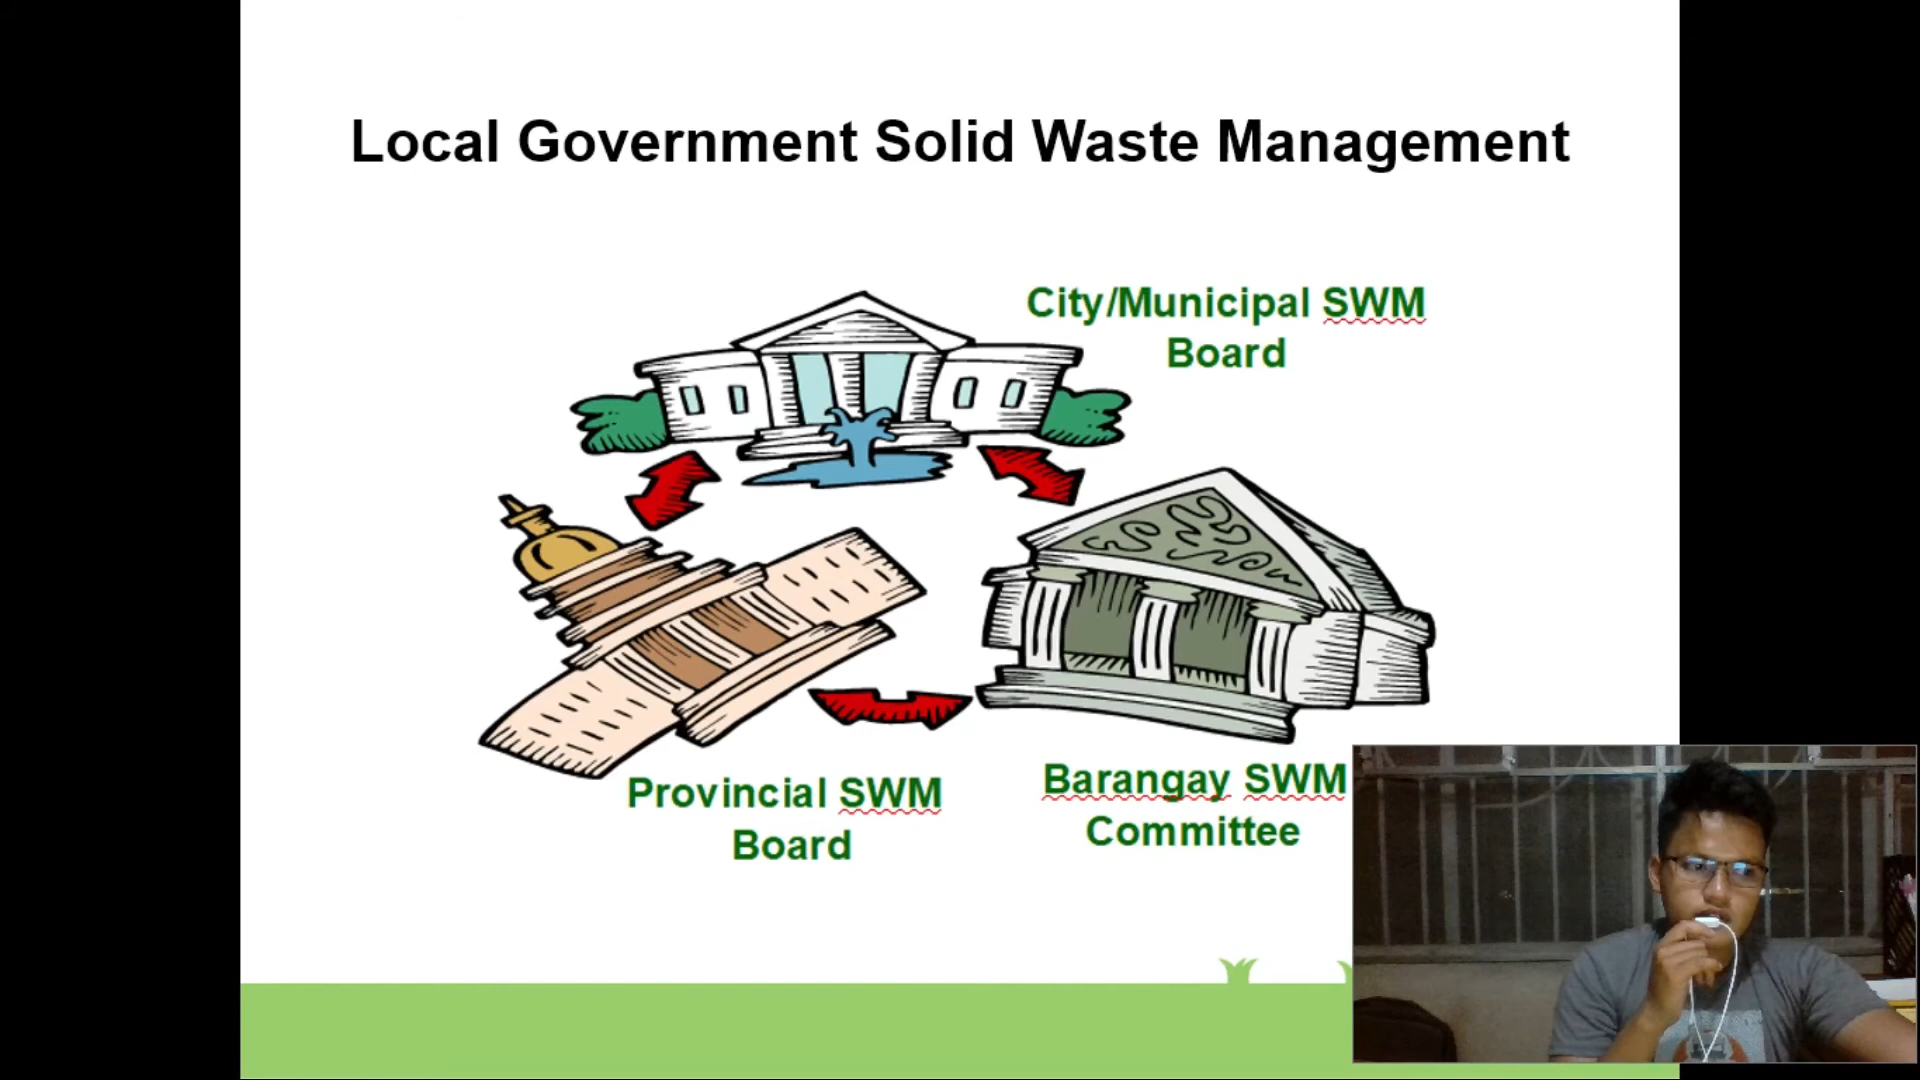 Local Government Solid Waste Management
City/Municipal SWM
Board
Provincial SWM
Board
Barangay SWM
Committee